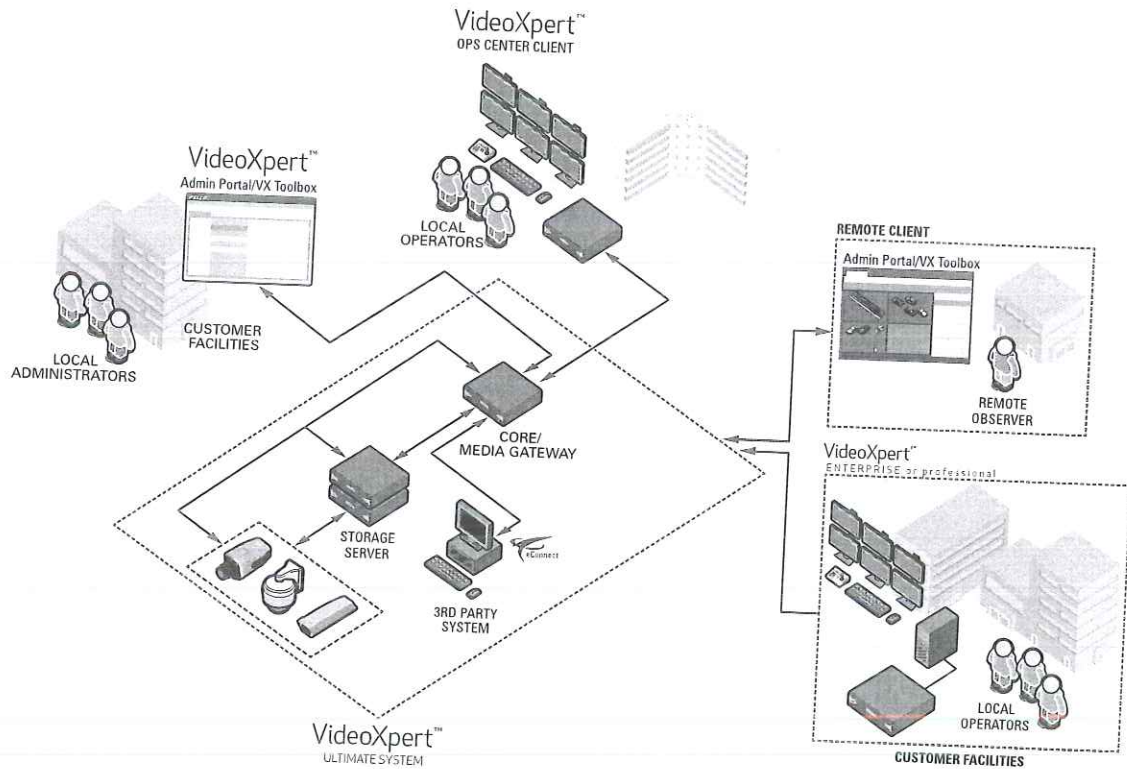 VideoXpert™
OPS CENTER CLIENT
VideoXpert™
Admin Portal/VX Toolbox
LOCAL
OPERATORS
CUSTOMER
FACILITIES
LOCAL
ADMINISTRATORS
REMOTE CLIENT
Admin Portal/VX Toolbox
REMOTE
OBSERVER
CORE/
MEDIA GATEWAY
STORAGE
SERVER
eConnect
3RD PARTY
SYSTEM
VideoXpert™
ENTERPRISE or professional
LOCAL
OPERATORS
CUSTOMER FACILITIES
VideoXpert™
ULTIMATE SYSTEM